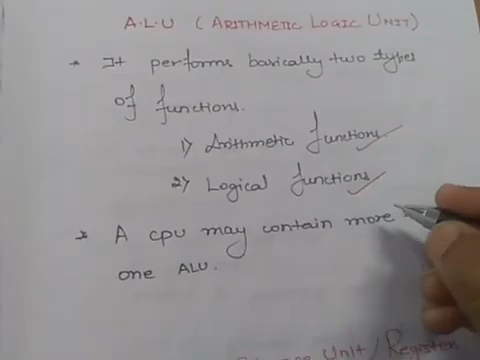 A.L.U (ARITHMETIC LOGIC UNIT)
* It performs basically two types
of functions.
1) Arithmetic functions
2) Logical functions
* A CPU may contain more
one ALU.
Unit/Registers